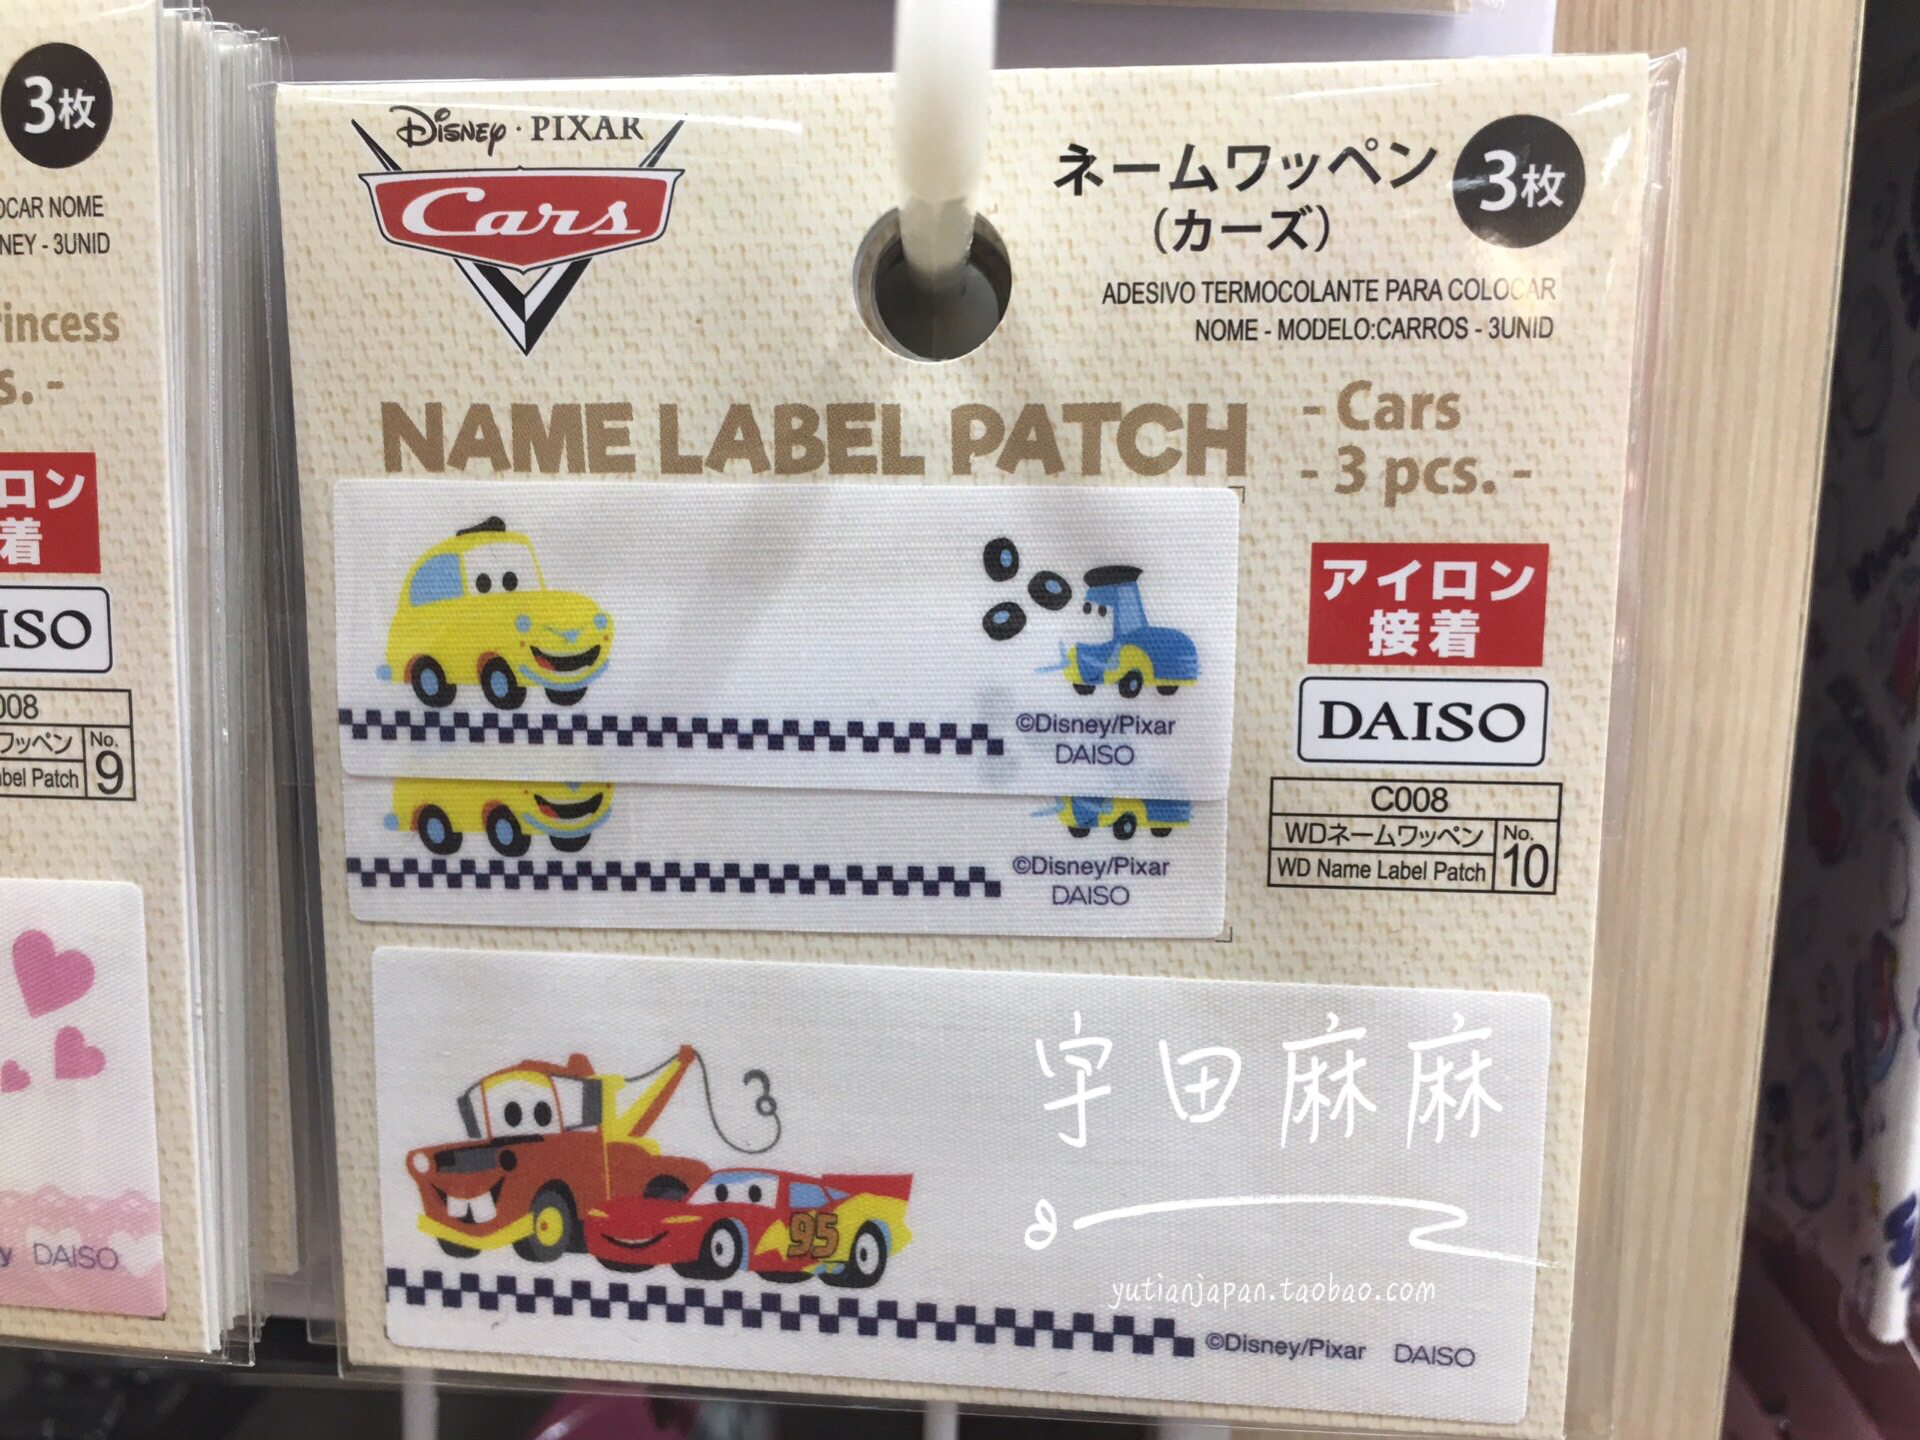 3枚
OCAR NOME
NEY - 3UNID
rincess
s. -
ロン
着
ISO
008
ワッペン No.
bel Patch 9
y DAISO
Disney · PIXAR
Cars
ネームワッペン
(カーズ)
3枚
ADESIVO TERMOCOLANTE PARA COLOCAR
NOME - MODELO:CARROS - 3UNID
NAME LABEL PATCH
- Cars
- 3 pcs. -
アイロン
接着
DAISO
C008
WDネームワッペン No.
WD Name Label Patch 10
©Disney/Pixar
DAISO
©Disney/Pixar
DAISO
95
宇田麻麻
yutianjapan.taobao.com
©Disney/Pixar DAISO